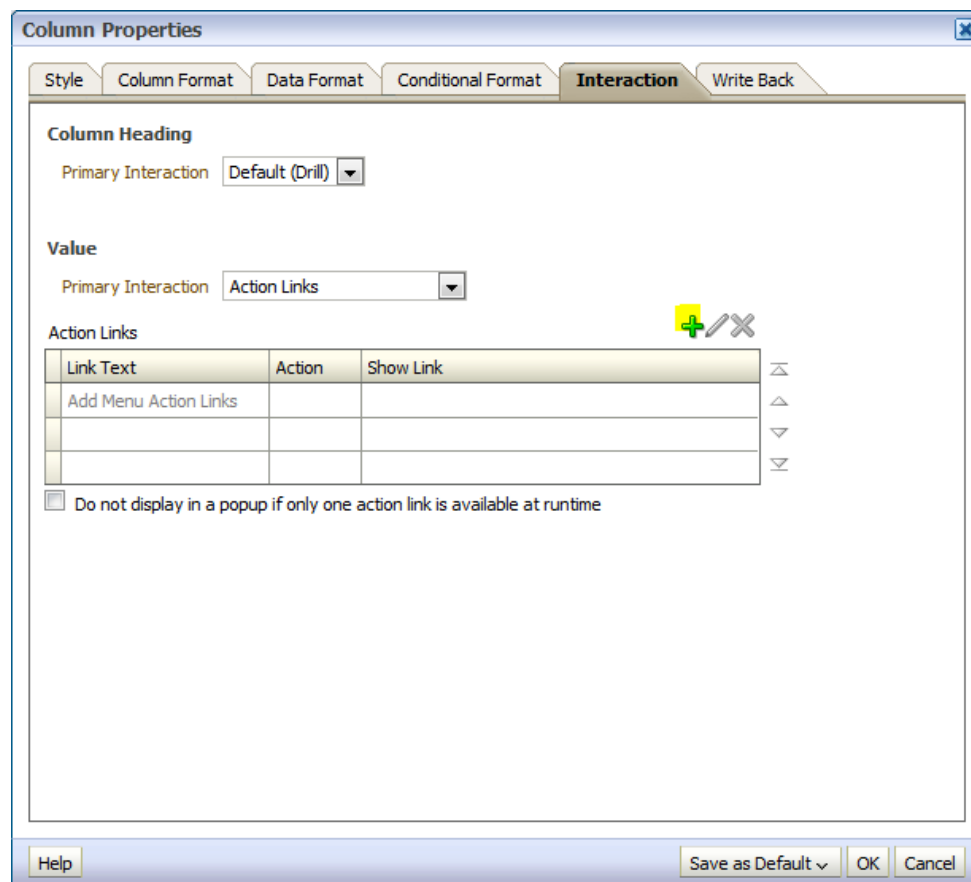 Column Properties
Style Column Format Data Format Conditional Format Interaction Write Back
Column Heading
Primary Interaction Default (Drill)
Value
Primary Interaction Action Links
Action Links
Link Text Action Show Link
Add Menu Action Links
Do not display in a popup if only one action link is available at runtime
Help Save as Default OK Cancel